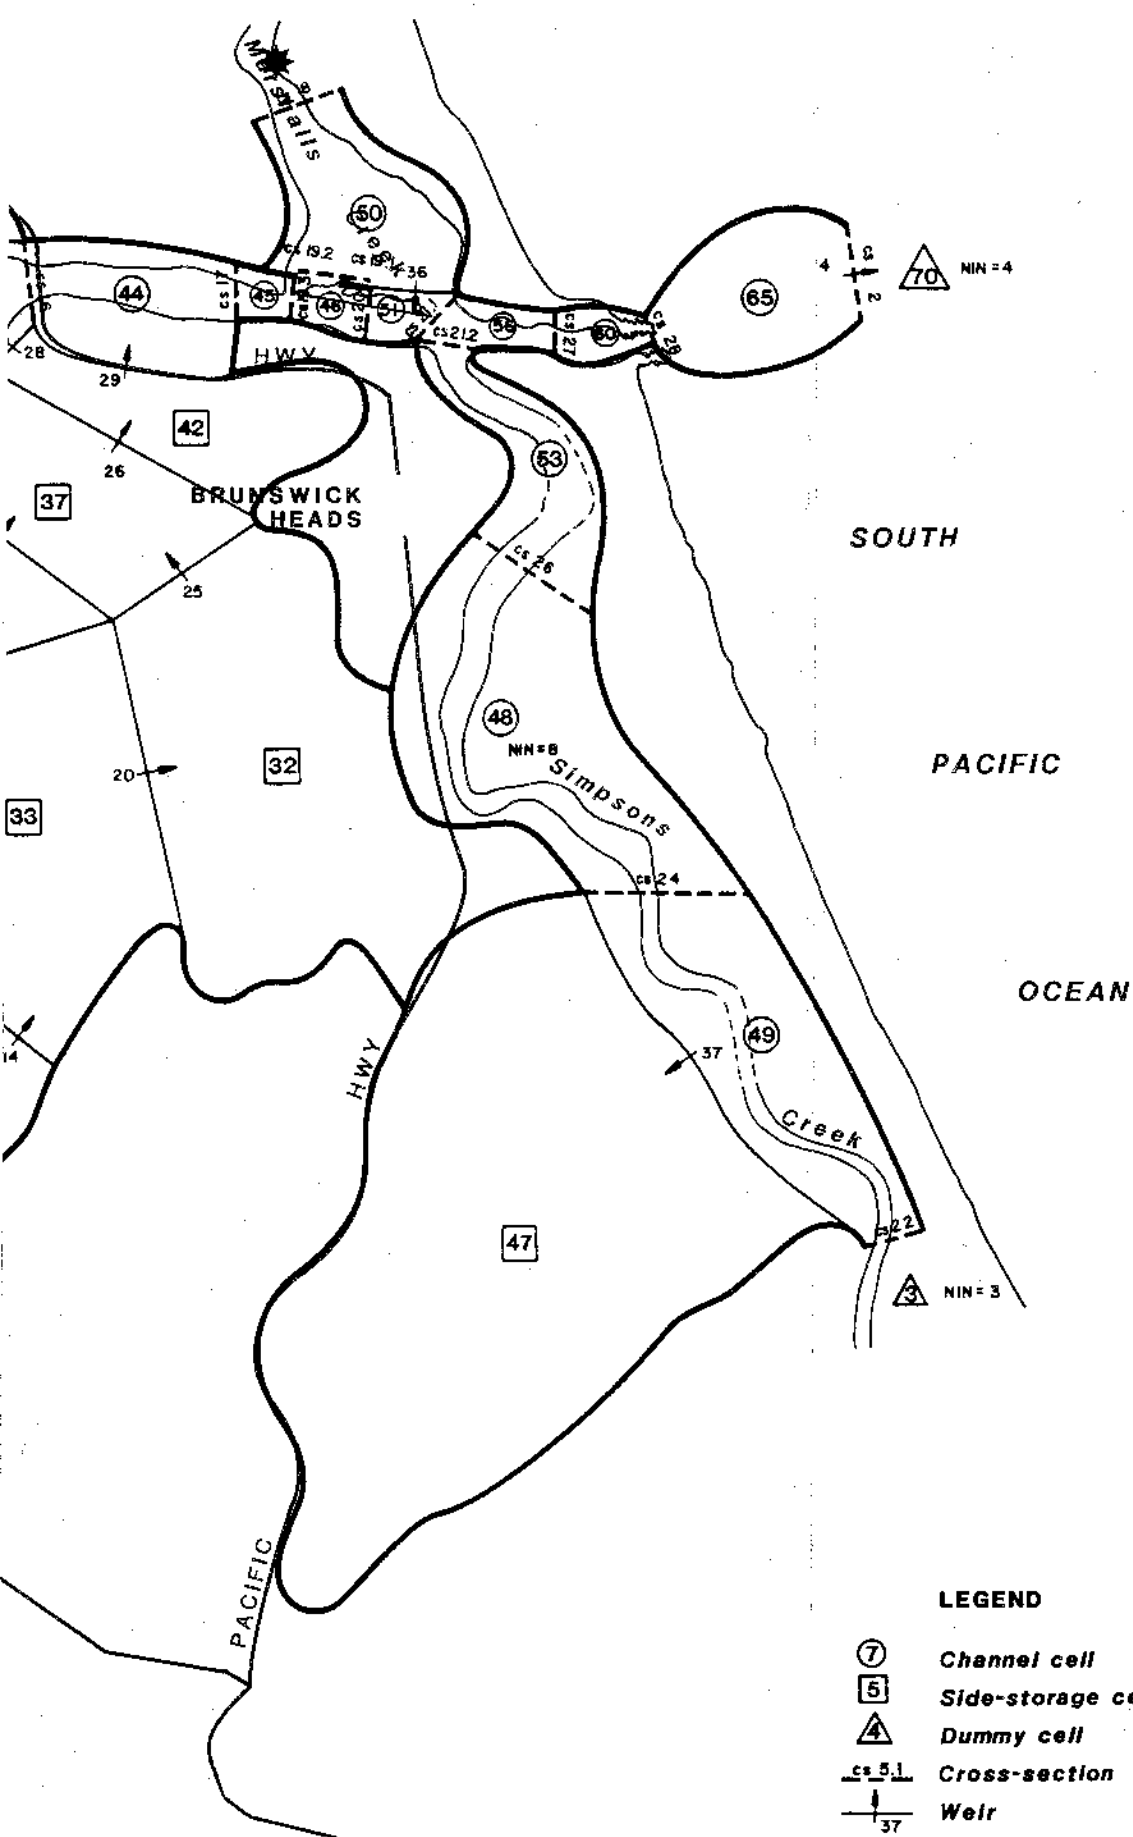 Marshalls
50
cs 19.2
36
70
NIN = 4
4
65
cs 2
44
cs 17
45
46
51
56
cs 21.2
cs 27
cs 28
28
29
HWY
42
26
37
53
BRUNSWICK
HEADS
SOUTH
25
cs 26
48
NIN = 8
PACIFIC
20
32
Simpsons
33
cs 24
OCEAN
14
HWY
37
49
Creek
47
cs 22
3
NIN = 3
PACIFIC
LEGEND
7 Channel cell
5 Side-storage
4 Dummy cell
cs 5.1 Cross-section
37 Weir